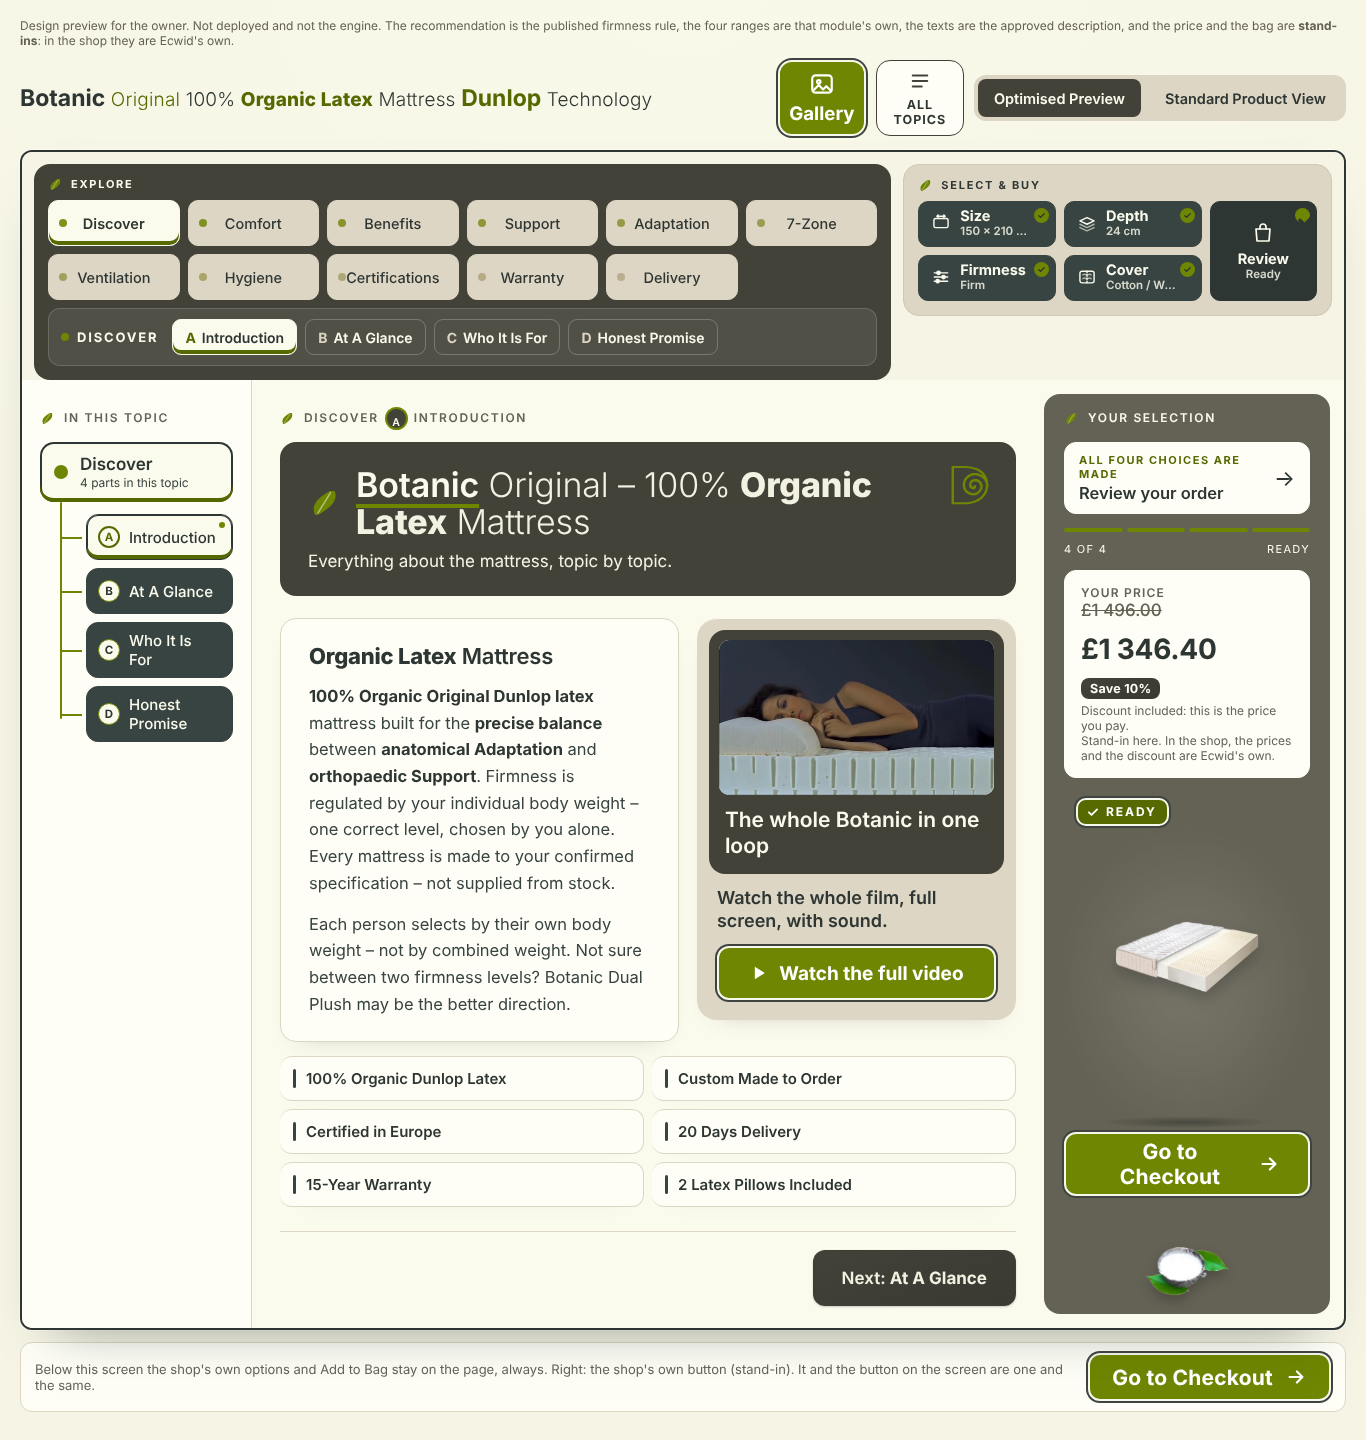 Design preview for the owner. Not deployed and not the engine. The recommendation is the published firmness rule, the four ranges are that module's own, the texts are the approved description, and the price and the bag are stand-
ins: in the shop they are Ecwid's own.
Botanic Original 100% Organic Latex Mattress Dunlop Technology
Gallery
ALL
TOPICS
Optimised Preview
Standard Product View
EXPLORE
Discover
Comfort
Benefits
Support
Adaptation
7-Zone
Ventilation
Hygiene
Certifications
Warranty
Delivery
DISCOVER
A Introduction
B At A Glance
C Who It Is For
D Honest Promise
SELECT & BUY
Size
150 × 210 ...
Depth
24 cm
Firmness
Firm
Cover
Cotton / W...
Review
Ready
IN THIS TOPIC
Discover
4 parts in this topic
A Introduction
B At A Glance
C Who It Is
For
D Honest
Promise
DISCOVER A INTRODUCTION
Botanic Original – 100% Organic
Latex Mattress
Everything about the mattress, topic by topic.
Organic Latex Mattress
100% Organic Original Dunlop latex
mattress built for the precise balance
between anatomical Adaptation and
orthopaedic Support. Firmness is
regulated by your individual body weight –
one correct level, chosen by you alone.
Every mattress is made to your confirmed
specification – not supplied from stock.
Each person selects by their own body
weight – not by combined weight. Not sure
between two firmness levels? Botanic Dual
Plush may be the better direction.
The whole Botanic in one
loop
Watch the whole film, full
screen, with sound.
Watch the full video
100% Organic Dunlop Latex
Custom Made to Order
Certified in Europe
20 Days Delivery
15-Year Warranty
2 Latex Pillows Included
Next: At A Glance
YOUR SELECTION
ALL FOUR CHOICES ARE
MADE
Review your order
4 OF 4
READY
YOUR PRICE
£1 496.00
£1 346.40
Save 10%
Discount included: this is the price
you pay.
Stand-in here. In the shop, the prices
and the discount are Ecwid's own.
READY
Go to
Checkout
Below this screen the shop's own options and Add to Bag stay on the page, always. Right: the shop's own button (stand-in). It and the button on the screen are one and
the same.
Go to Checkout